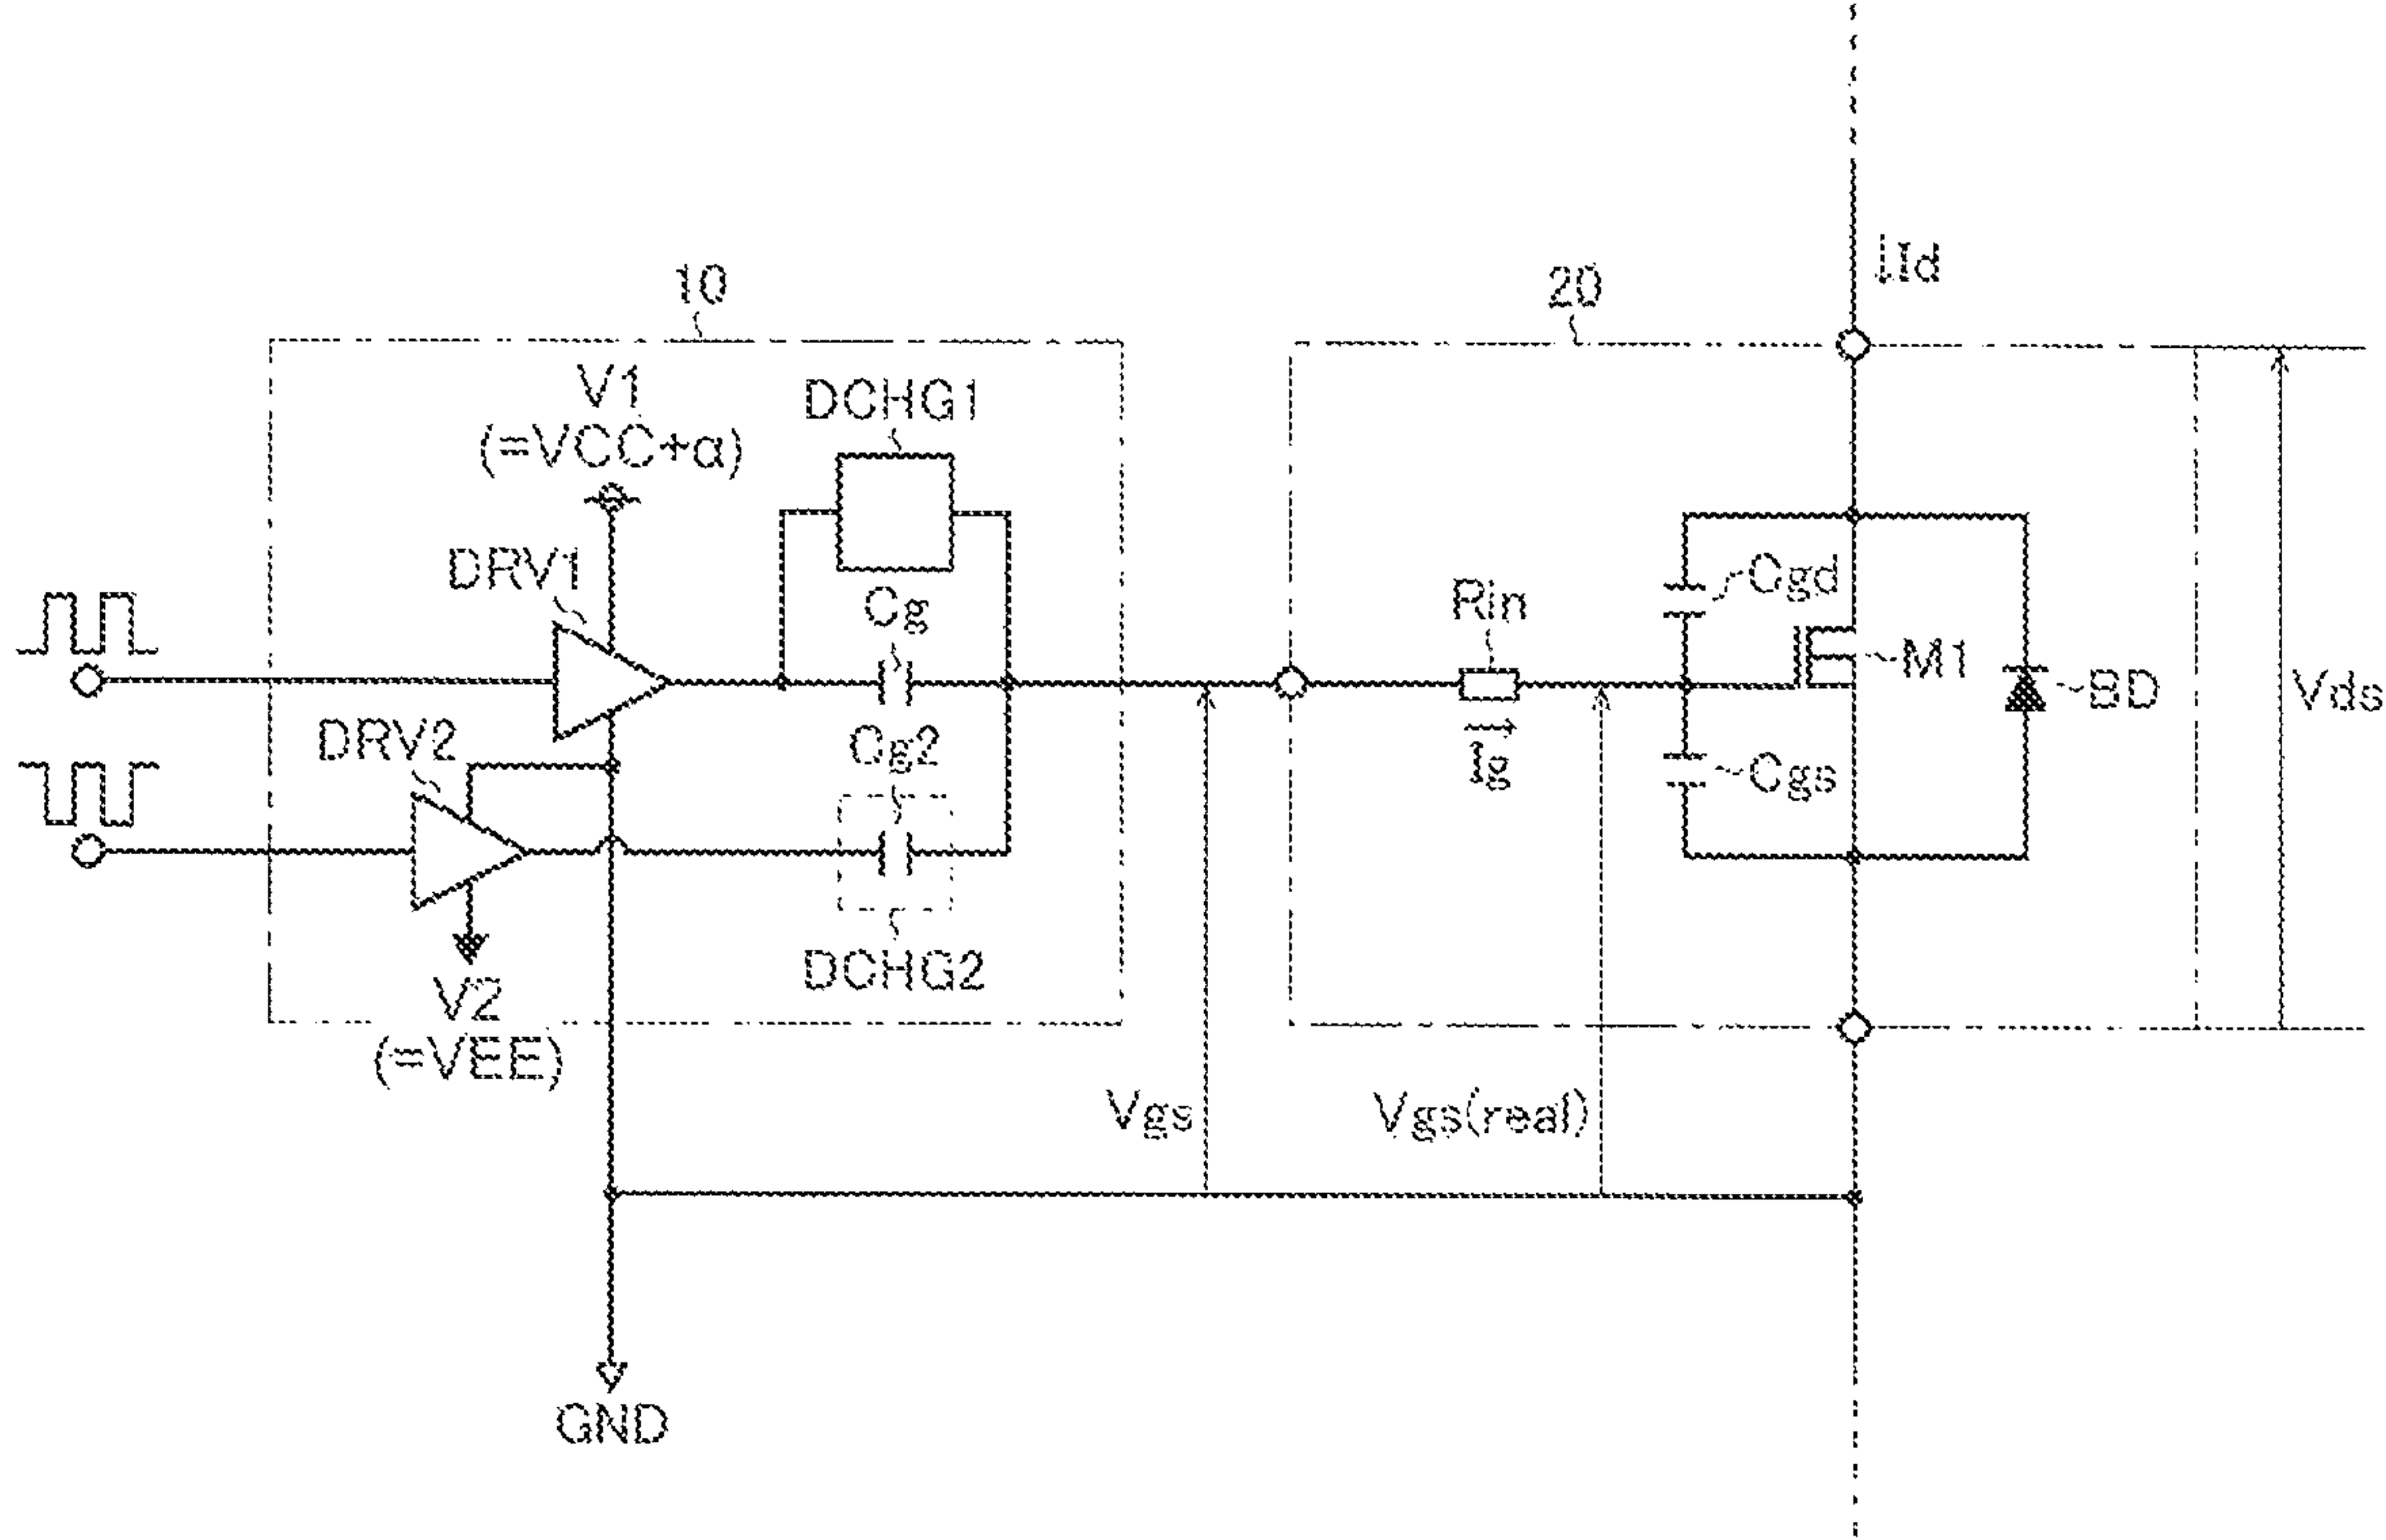 10
20
Id
V1
(=VCC+α)
DCHG1
DRV1
Cg
Rin
Cgd
M1
BD
Vds
DRV2
Cg2
Ig
Cgs
V2
(=VEE)
DCHG2
Vgs
Vgs(real)
GND